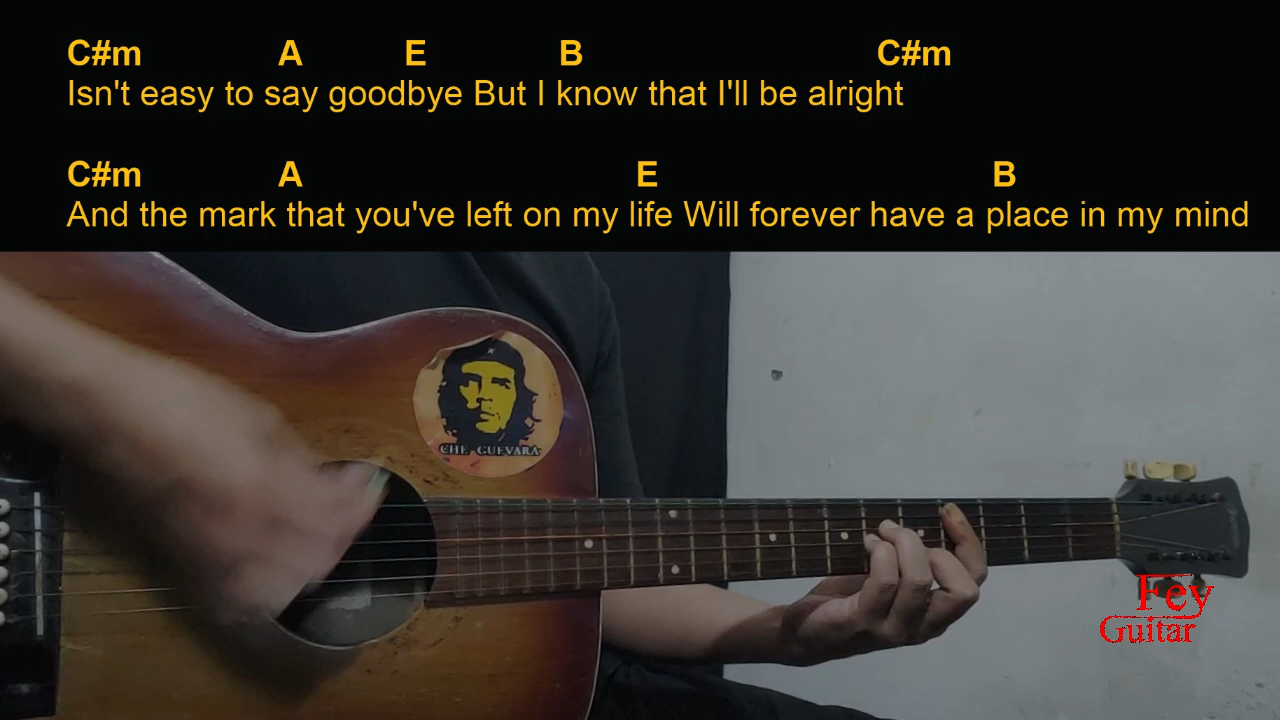 C#m A E B C#m
Isn't easy to say goodbye But I know that I'll be alright
C#m A E B
And the mark that you've left on my life Will forever have a place in my mind
CHE GUEVARA
Fey
Guitar